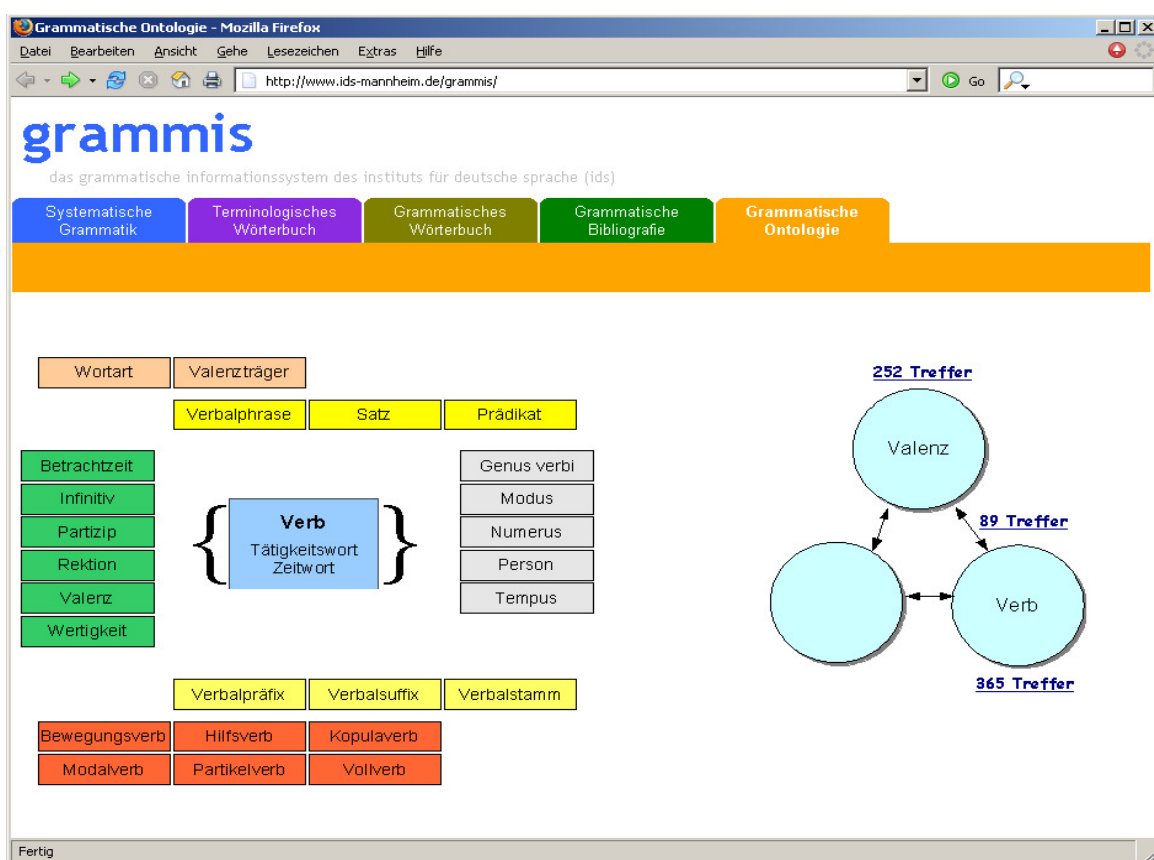 Grammatische Ontologie - Mozilla Firefox
Datei Bearbeiten Ansicht Gehe Lesezeichen Extras Hilfe
http://www.ids-mannheim.de/grammis/ Go
grammis
das grammatische informationssystem des instituts für deutsche sprache (ids)
Systematische Grammatik
Terminologisches Wörterbuch
Grammatisches Wörterbuch
Grammatische Bibliografie
Grammatische Ontologie
Wortart Valenzträger
Verbalphrase Satz Prädikat
Betrachtzeit
Infinitiv
Partizip
Rektion
Valenz
Wertigkeit
{ Verb }
Tätigkeitswort
Zeitwort
Genus verbi
Modus
Numerus
Person
Tempus
Verbalpräfix Verbalsuffix Verbalstamm
Bewegungsverb Hilfsverb Kopulaverb
Modalverb Partikelverb Vollverb
252 Treffer
Valenz
89 Treffer
Verb
365 Treffer
Fertig